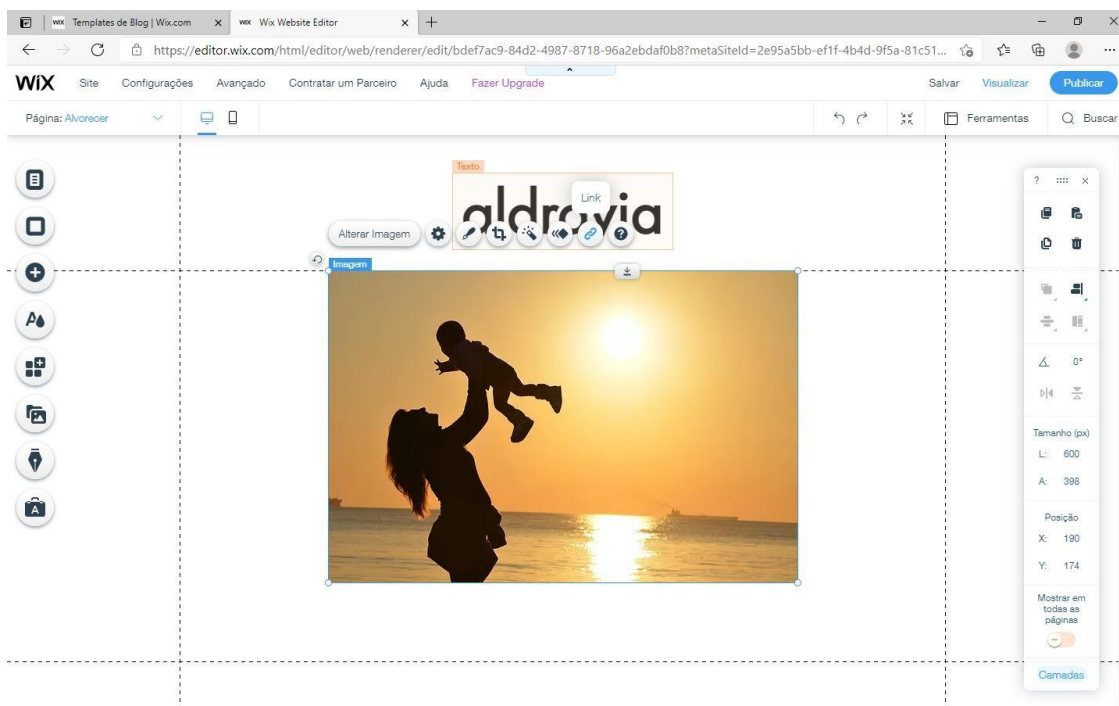 WiX Templates de Blog | Wix.com
WiX Wix Website Editor
https://editor.wix.com/html/editor/web/renderer/edit/bdef7ac9-84d2-4987-8718-96a2ebdaf0b8?metaSiteId=2e95a5bb-ef1f-4b4d-9f5a-81c51...
WiX Site Configurações Avançado Contratar um Parceiro Ajuda Fazer Upgrade Salvar Visualizar Publicar
Página: Alvorecer Ferramentas Buscar
Texto
aldrovia
Link
Alterar Imagem
Imagem
0°
Tamanho (px)
L: 600
A: 398
Posição
X: 190
Y: 174
Mostrar em
todas as
páginas
Camadas